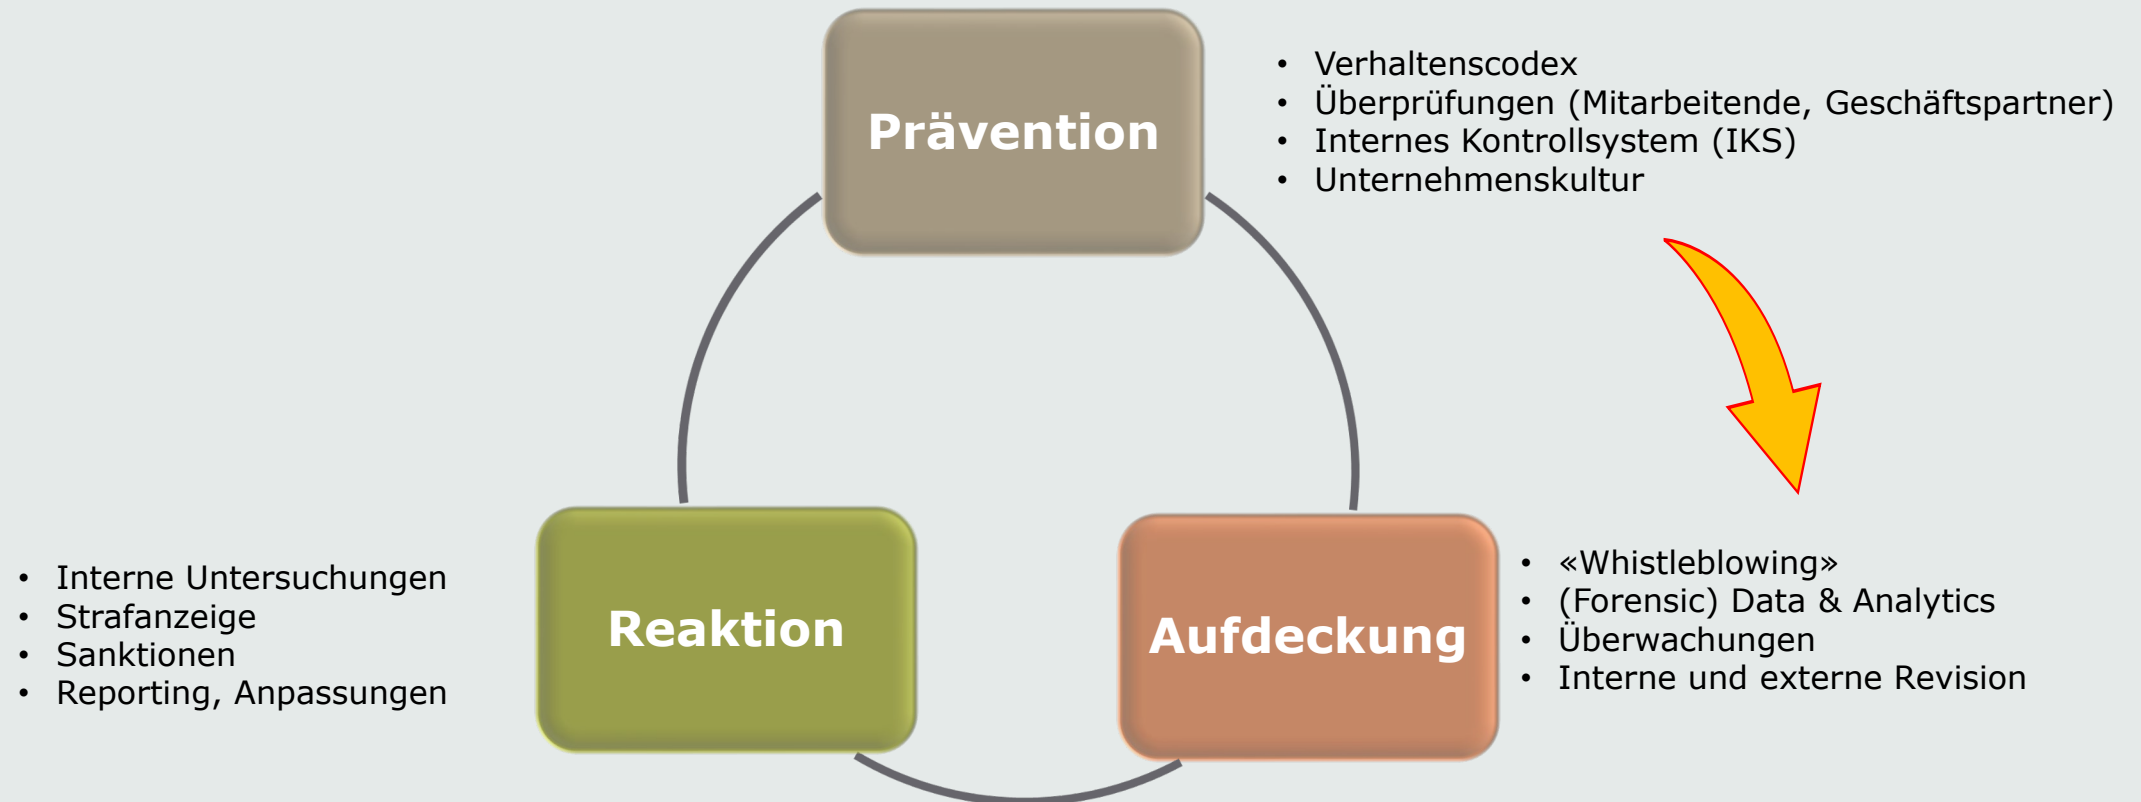 Prävention
• Verhaltenscodex
• Überprüfungen (Mitarbeitende, Geschäftspartner)
• Internes Kontrollsystem (IKS)
• Unternehmenskultur
• Interne Untersuchungen
• Strafanzeige
• Sanktionen
• Reporting, Anpassungen
Reaktion
Aufdeckung
• «Whistleblowing»
• (Forensic) Data & Analytics
• Überwachungen
• Interne und externe Revision